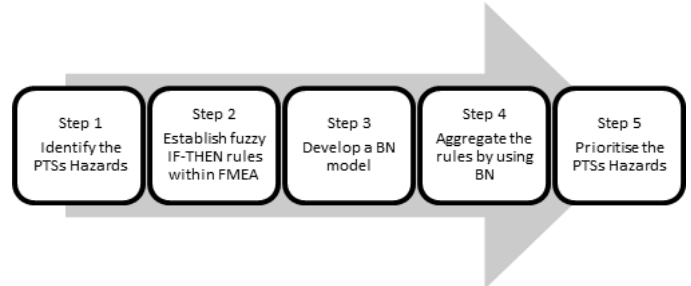 Step 1
Identify the
PTSs Hazards
Step 2
Establish fuzzy
IF-THEN rules
within FMEA
Step 3
Develop a BN
model
Step 4
Aggregate the
rules by using
BN
Step 5
Prioritise the
PTSs Hazards